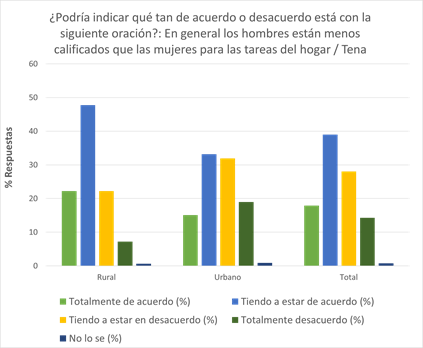 ¿Podría indicar qué tan de acuerdo o desacuerdo está con la
siguiente oración?: En general los hombres están menos
calificados que las mujeres para las tareas del hogar / Tena
% Respuestas
60
50
40
30
20
10
0
Rural Urbano Total
Totalmente de acuerdo (%) Tiendo a estar de acuerdo (%)
Tiendo a estar en desacuerdo (%) Totalmente desacuerdo (%)
No lo se (%)